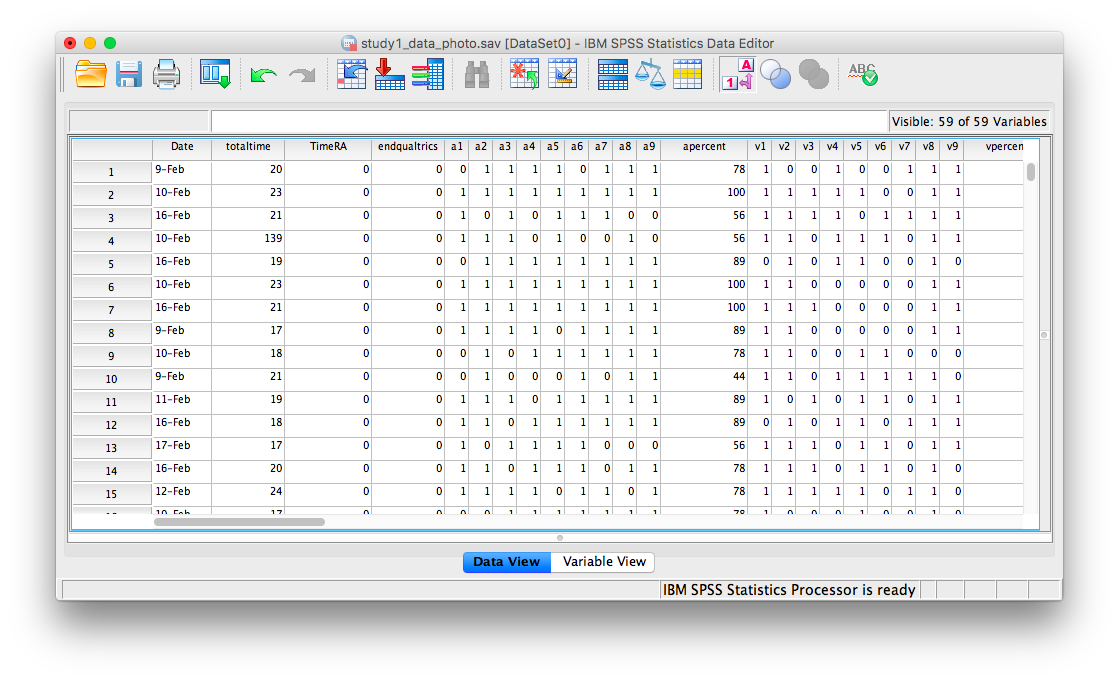 study1_data_photo.sav [DataSet0] - IBM SPSS Statistics Data Editor
A
1
ABC
Visible: 59 of 59 Variables
Date totaltime TimeRA endqualtrics a1 a2 a3 a4 a5 a6 a7 a8 a9 apercent v1 v2 v3 v4 v5 v6 v7 v8 v9 vpercen
1 9-Feb 20 0 0 0 1 1 1 1 0 1 1 1 78 1 0 0 1 0 0 1 1 1
2 10-Feb 23 0 0 1 1 1 1 1 1 1 1 1 100 1 1 1 1 1 0 0 1 1
3 16-Feb 21 0 0 1 0 1 0 1 1 1 0 0 56 1 1 1 1 0 1 1 1 1
4 10-Feb 139 0 0 1 1 1 0 1 0 0 1 0 56 1 1 0 1 1 1 0 1 1
5 16-Feb 19 0 0 0 1 1 1 1 1 1 1 1 89 0 1 0 1 1 0 0 1 0
6 10-Feb 23 0 0 1 1 1 1 1 1 1 1 1 100 1 1 0 0 0 0 0 1 1
7 16-Feb 21 0 0 1 1 1 1 1 1 1 1 1 100 1 1 1 0 0 0 0 1 1
8 9-Feb 17 0 0 1 1 1 1 0 1 1 1 1 89 1 1 0 0 0 0 0 1 1
9 10-Feb 18 0 0 0 1 0 1 1 1 1 1 1 78 1 1 0 0 1 1 0 0 0
10 9-Feb 21 0 0 0 1 0 0 0 1 0 1 1 44 1 1 0 1 1 1 1 1 0
11 11-Feb 19 0 0 1 1 1 0 1 1 1 1 1 89 1 0 1 0 1 1 0 1 1
12 16-Feb 18 0 0 1 1 0 1 1 1 1 1 1 89 0 1 0 1 1 0 1 1 0
13 17-Feb 17 0 0 1 0 1 1 1 1 0 0 0 56 1 1 1 0 1 1 0 1 1
14 16-Feb 20 0 0 1 1 0 1 1 1 0 1 1 78 1 1 1 0 1 1 0 1 0
15 12-Feb 24 0 0 1 1 1 1 0 1 1 0 1 78 1 1 1 1 1 0 1 1 0
Data View Variable View
IBM SPSS Statistics Processor is ready